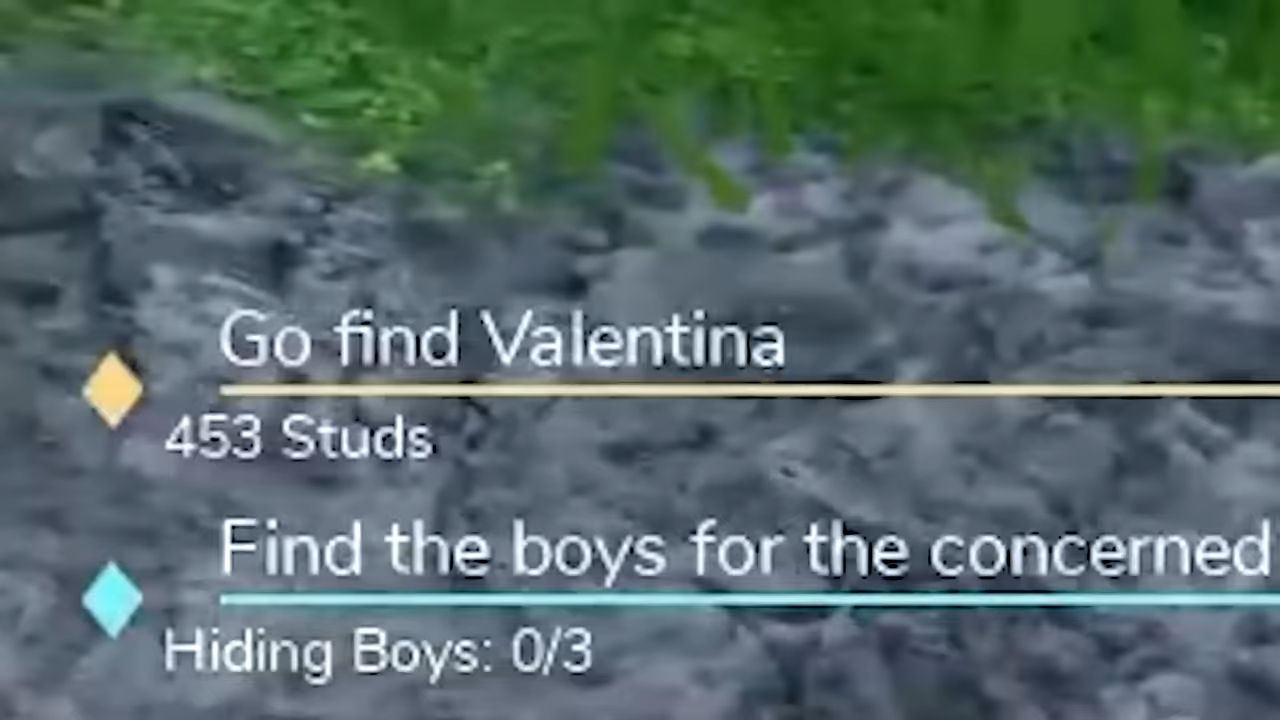 Go find Valentina
453 Studs
Find the boys for the concerned
Hiding Boys: 0/3